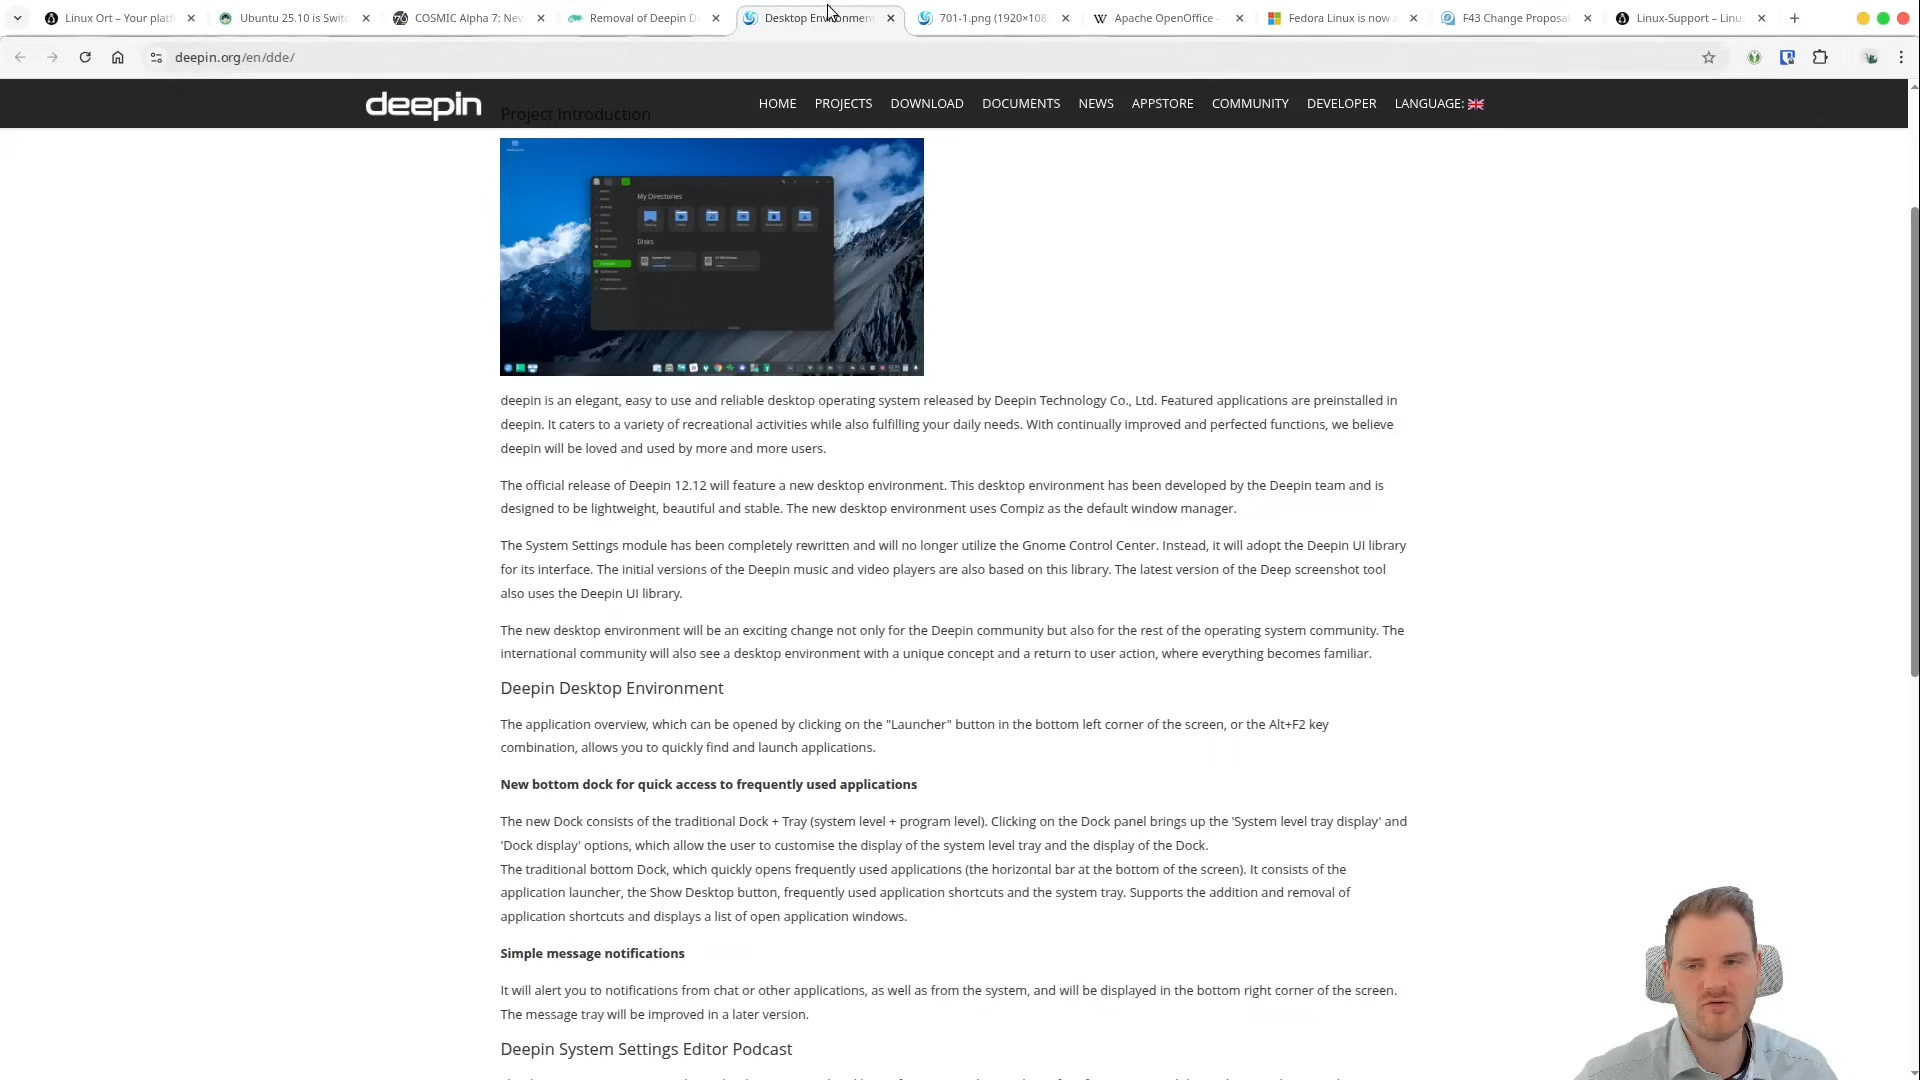 Linux Ort – Your platf
Ubuntu 25.10 is Switc
COSMIC Alpha 7: Nev
Removal of Deepin D
Desktop Environmen
701-1.png (1920×108
Apache OpenOffice -
Fedora Linux is now a
F43 Change Proposal
Linux-Support – Linu
deepin.org/en/dde/
deepin
Project Introduction
HOME PROJECTS DOWNLOAD DOCUMENTS NEWS APPSTORE COMMUNITY DEVELOPER LANGUAGE:
My Directories
Disks
deepin is an elegant, easy to use and reliable desktop operating system released by Deepin Technology Co., Ltd. Featured applications are preinstalled in
deepin. It caters to a variety of recreational activities while also fulfilling your daily needs. With continually improved and perfected functions, we believe
deepin will be loved and used by more and more users.
The official release of Deepin 12.12 will feature a new desktop environment. This desktop environment has been developed by the Deepin team and is
designed to be lightweight, beautiful and stable. The new desktop environment uses Compiz as the default window manager.
The System Settings module has been completely rewritten and will no longer utilize the Gnome Control Center. Instead, it will adopt the Deepin UI library
for its interface. The initial versions of the Deepin music and video players are also based on this library. The latest version of the Deep screenshot tool
also uses the Deepin UI library.
The new desktop environment will be an exciting change not only for the Deepin community but also for the rest of the operating system community. The
international community will also see a desktop environment with a unique concept and a return to user action, where everything becomes familiar.
Deepin Desktop Environment
The application overview, which can be opened by clicking on the "Launcher" button in the bottom left corner of the screen, or the Alt+F2 key
combination, allows you to quickly find and launch applications.
New bottom dock for quick access to frequently used applications
The new Dock consists of the traditional Dock + Tray (system level + program level). Clicking on the Dock panel brings up the 'System level tray display' and
'Dock display' options, which allow the user to customise the display of the system level tray and the display of the Dock.
The traditional bottom Dock, which quickly opens frequently used applications (the horizontal bar at the bottom of the screen). It consists of the
application launcher, the Show Desktop button, frequently used application shortcuts and the system tray. Supports the addition and removal of
application shortcuts and displays a list of open application windows.
Simple message notifications
It will alert you to notifications from chat or other applications, as well as from the system, and will be displayed in the bottom right corner of the screen.
The message tray will be improved in a later version.
Deepin System Settings Editor Podcast